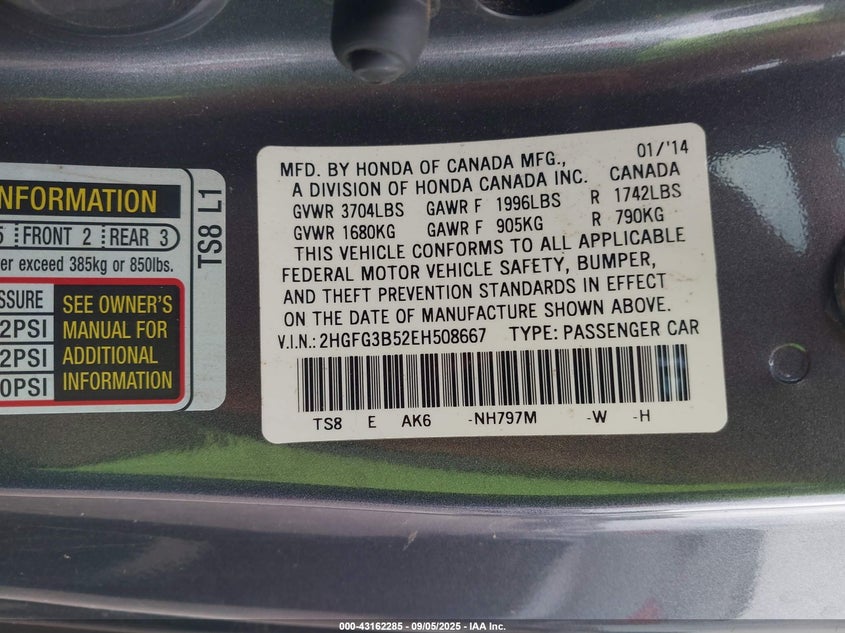 NFORMATION
5 FRONT 2 REAR 3
er exceed 385kg or 850lbs.
SSURE
2PSI
2PSI
0PSI
SEE OWNER'S
MANUAL FOR
ADDITIONAL
INFORMATION
TS8 L1
MFD. BY HONDA OF CANADA MFG., 01/'14
A DIVISION OF HONDA CANADA INC. CANADA
GVWR 3704LBS GAWR F 1996LBS R 1742LBS
GVWR 1680KG GAWR F 905KG R 790KG
THIS VEHICLE CONFORMS TO ALL APPLICABLE
FEDERAL MOTOR VEHICLE SAFETY, BUMPER,
AND THEFT PREVENTION STANDARDS IN EFFECT
ON THE DATE OF MANUFACTURE SHOWN ABOVE.
V.I.N.: 2HGFG3B52EH508667 TYPE: PASSENGER CAR
TS8 E AK6 -NH797M -W -H
000-43162285 - 09/05/2025 - IAA Inc.